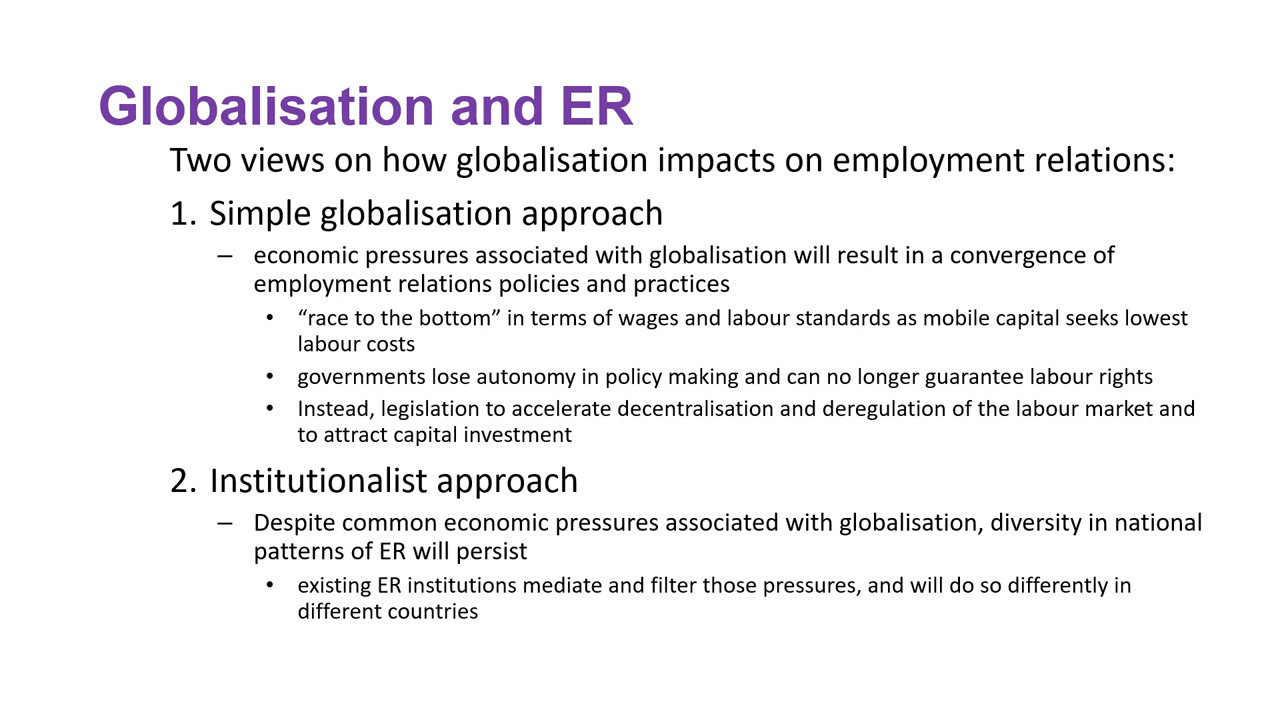 Globalisation and ER
Two views on how globalisation impacts on employment relations:
1. Simple globalisation approach
– economic pressures associated with globalisation will result in a convergence of
employment relations policies and practices
• “race to the bottom” in terms of wages and labour standards as mobile capital seeks lowest
labour costs
• governments lose autonomy in policy making and can no longer guarantee labour rights
• Instead, legislation to accelerate decentralisation and deregulation of the labour market and
to attract capital investment
2. Institutionalist approach
– Despite common economic pressures associated with globalisation, diversity in national
patterns of ER will persist
• existing ER institutions mediate and filter those pressures, and will do so differently in
different countries